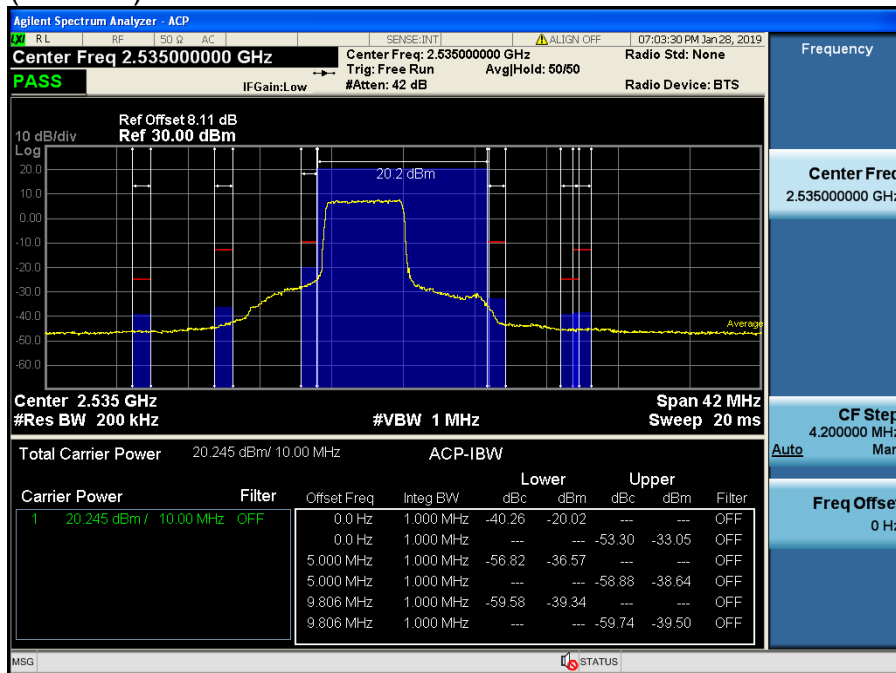 Agilent Spectrum Analyzer - ACP
LXI RL RF 50 Ω AC SENSE:INT ALIGN OFF 07:03:30 PM Jan 28, 2019
Center Freq 2.535000000 GHz Center Freq: 2.535000000 GHz Radio Std: None
Trig: Free Run Avg|Hold: 50/50
PASS IFGain:Low #Atten: 42 dB Radio Device: BTS
Ref Offset 8.11 dB
10 dB/div Ref 30.00 dBm
Log
20.0
20.2 dBm
10.0
0.00
-10.0
-20.0
-30.0
-40.0
Average
-50.0
-60.0
Center 2.535 GHz Span 42 MHz
#Res BW 200 kHz #VBW 1 MHz Sweep 20 ms
Total Carrier Power 20.245 dBm/ 10.00 MHz ACP-IBW
Lower Upper
Carrier Power Filter Offset Freq Integ BW dBc dBm dBc dBm Filter
1 20.245 dBm / 10.00 MHz OFF 0.0 Hz 1.000 MHz -40.26 -20.02 --- --- OFF
0.0 Hz 1.000 MHz --- --- -53.30 -33.05 OFF
5.000 MHz 1.000 MHz -56.82 -36.57 --- --- OFF
5.000 MHz 1.000 MHz --- --- -58.88 -38.64 OFF
9.806 MHz 1.000 MHz -59.58 -39.34 --- --- OFF
9.806 MHz 1.000 MHz --- --- -59.74 -39.50 OFF
MSG STATUS
Frequency
Center Freq
2.535000000 GHz
CF Step
4.200000 MHz
Auto Man
Freq Offset
0 Hz